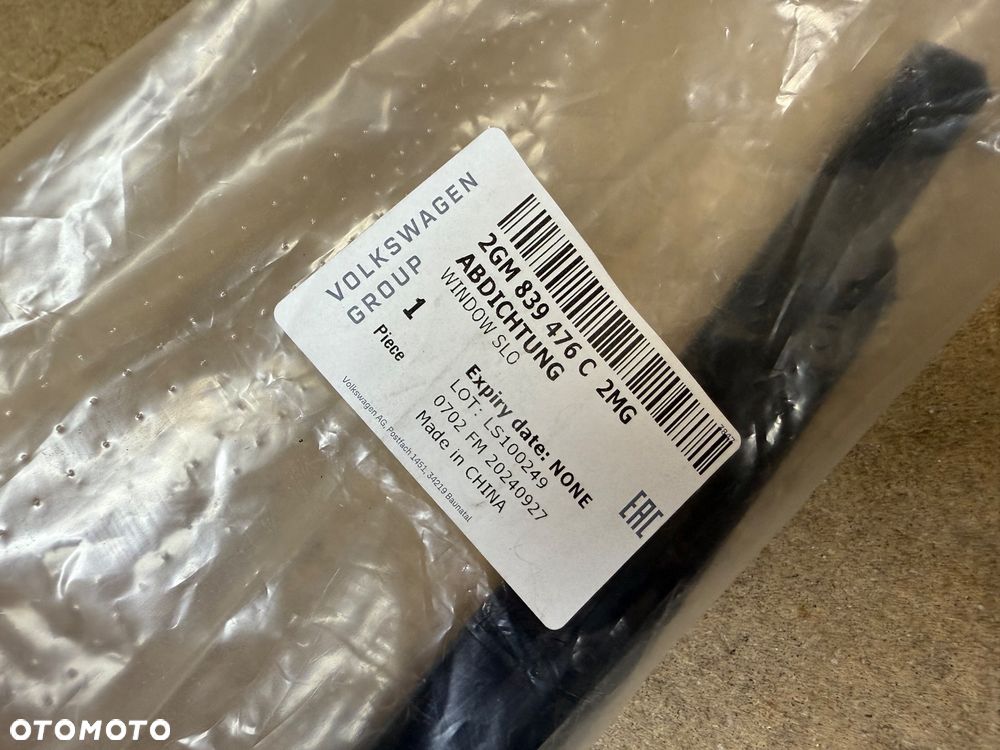 VOLKSWAGEN
GROUP
1
Piece
2GM 839 476 C 2MG
ABDICHTUNG
WINDOW SLO
Expiry date: NONE
LOT: LS100249
0702 FM 20240927
Made in CHINA
Volkswagen AG, Postfach 1451, 34219 Baunatal
EAC
OTOMOTO